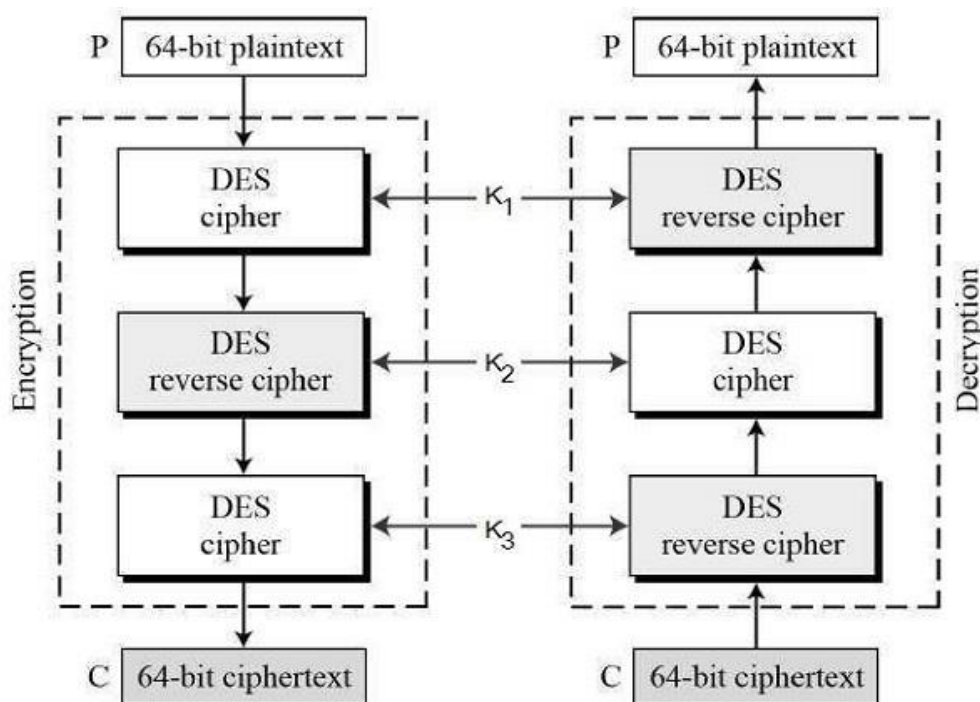 P 64-bit plaintext
P 64-bit plaintext
Encryption
DES
cipher
K1
DES
reverse cipher
DES
reverse cipher
K2
DES
cipher
DES
cipher
K3
DES
reverse cipher
Decryption
C 64-bit ciphertext
C 64-bit ciphertext